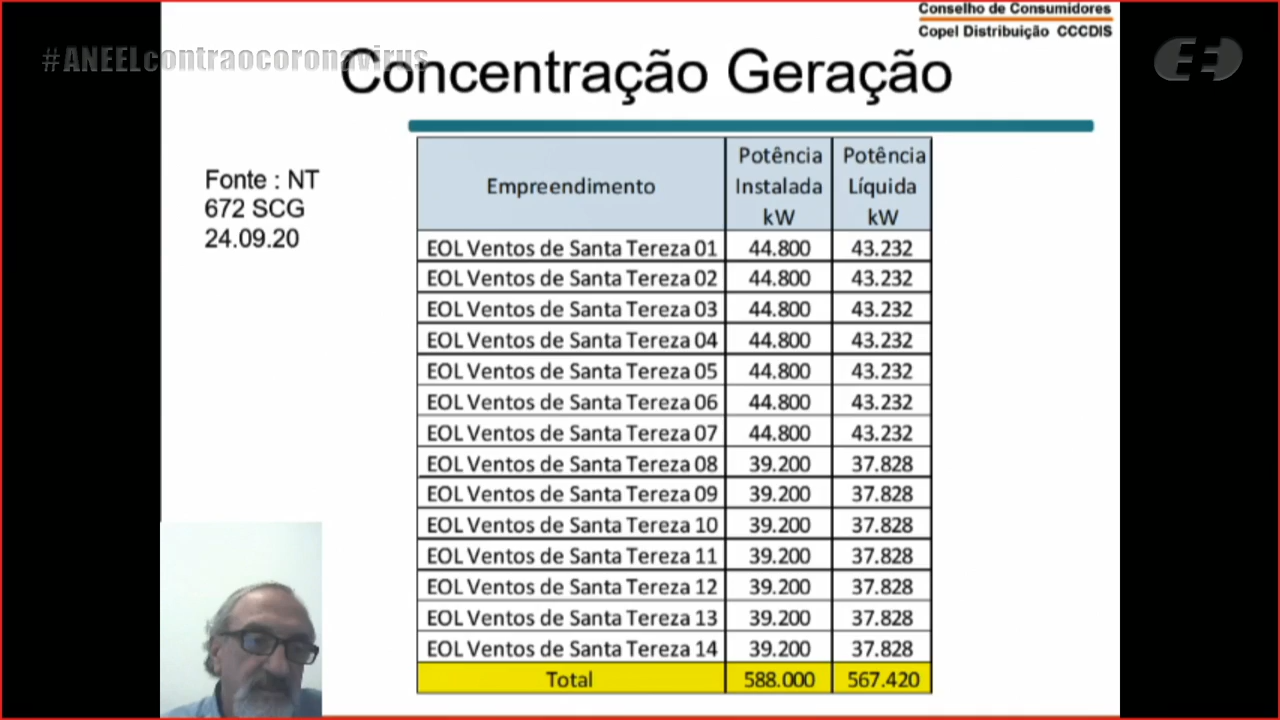 Conselho de Consumidores
Copel Distribuição CCCDIS
#ANEELcontraocoronavirus
Concentração Geração
Fonte : NT
672 SCG
24.09.20
Empreendimento Potência Instalada kW Potência Líquida kW
EOL Ventos de Santa Tereza 01 44.800 43.232
EOL Ventos de Santa Tereza 02 44.800 43.232
EOL Ventos de Santa Tereza 03 44.800 43.232
EOL Ventos de Santa Tereza 04 44.800 43.232
EOL Ventos de Santa Tereza 05 44.800 43.232
EOL Ventos de Santa Tereza 06 44.800 43.232
EOL Ventos de Santa Tereza 07 44.800 43.232
EOL Ventos de Santa Tereza 08 39.200 37.828
EOL Ventos de Santa Tereza 09 39.200 37.828
EOL Ventos de Santa Tereza 10 39.200 37.828
EOL Ventos de Santa Tereza 11 39.200 37.828
EOL Ventos de Santa Tereza 12 39.200 37.828
EOL Ventos de Santa Tereza 13 39.200 37.828
EOL Ventos de Santa Tereza 14 39.200 37.828
Total 588.000 567.420